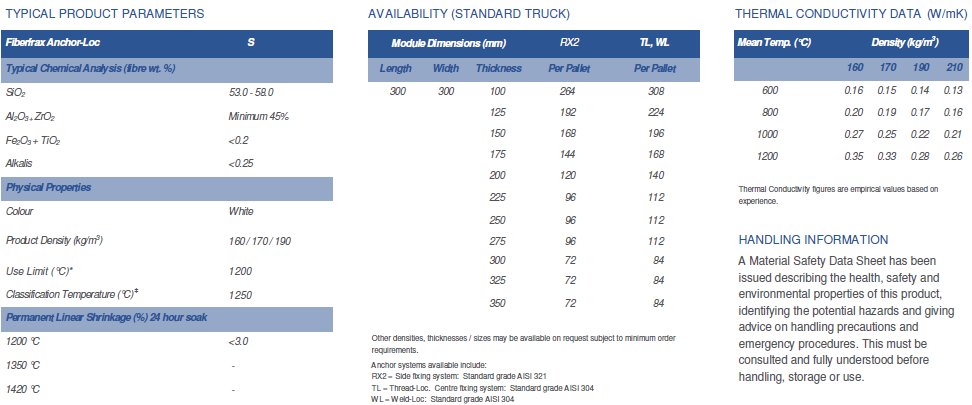 TYPICAL PRODUCT PARAMETERS
Fiberfrax Anchor-Loc S
Typical Chemical Analysis (fibre wt. %)
SiO₂ 53.0 - 58.0
Al₂O₃ + ZrO₂ Minimum 45%
Fe₂O₃ + TiO₂ <0.2
Alkalis <0.25
Physical Properties
Colour White
Product Density (kg/m³) 160 / 170 / 190
Use Limit (°C)* 1200
Classification Temperature (°C)‡ 1250
Permanent Linear Shrinkage (%) 24 hour soak
1200 °C <3.0
1350 °C -
1420 °C -
AVAILABILITY (STANDARD TRUCK)
Module Dimensions (mm) RX2 TL, WL
Length Width Thickness Per Pallet Per Pallet
300 300 100 264 308
125 192 224
150 168 196
175 144 168
200 120 140
225 96 112
250 96 112
275 96 112
300 72 84
325 72 84
350 72 84
Other densities, thicknesses / sizes may be available on request subject to minimum order
requirements.
Anchor systems available include:
RX2 = Side fixing system: Standard grade AISI 321
TL = Thread-Loc. Centre fixing system: Standard grade AISI 304
WL = Weld-Loc: Standard grade AISI 304
THERMAL CONDUCTIVITY DATA (W/mK)
Mean Temp. (°C) Density (kg/m³)
160 170 190 210
600 0.16 0.15 0.14 0.13
800 0.20 0.19 0.17 0.16
1000 0.27 0.25 0.22 0.21
1200 0.35 0.33 0.28 0.26
Thermal Conductivity figures are empirical values based on
experience.
HANDLING INFORMATION
A Material Safety Data Sheet has been
issued describing the health, safety and
environmental properties of this product,
identifying the potential hazards and giving
advice on handling precautions and
emergency procedures. This must be
consulted and fully understood before
handling, storage or use.